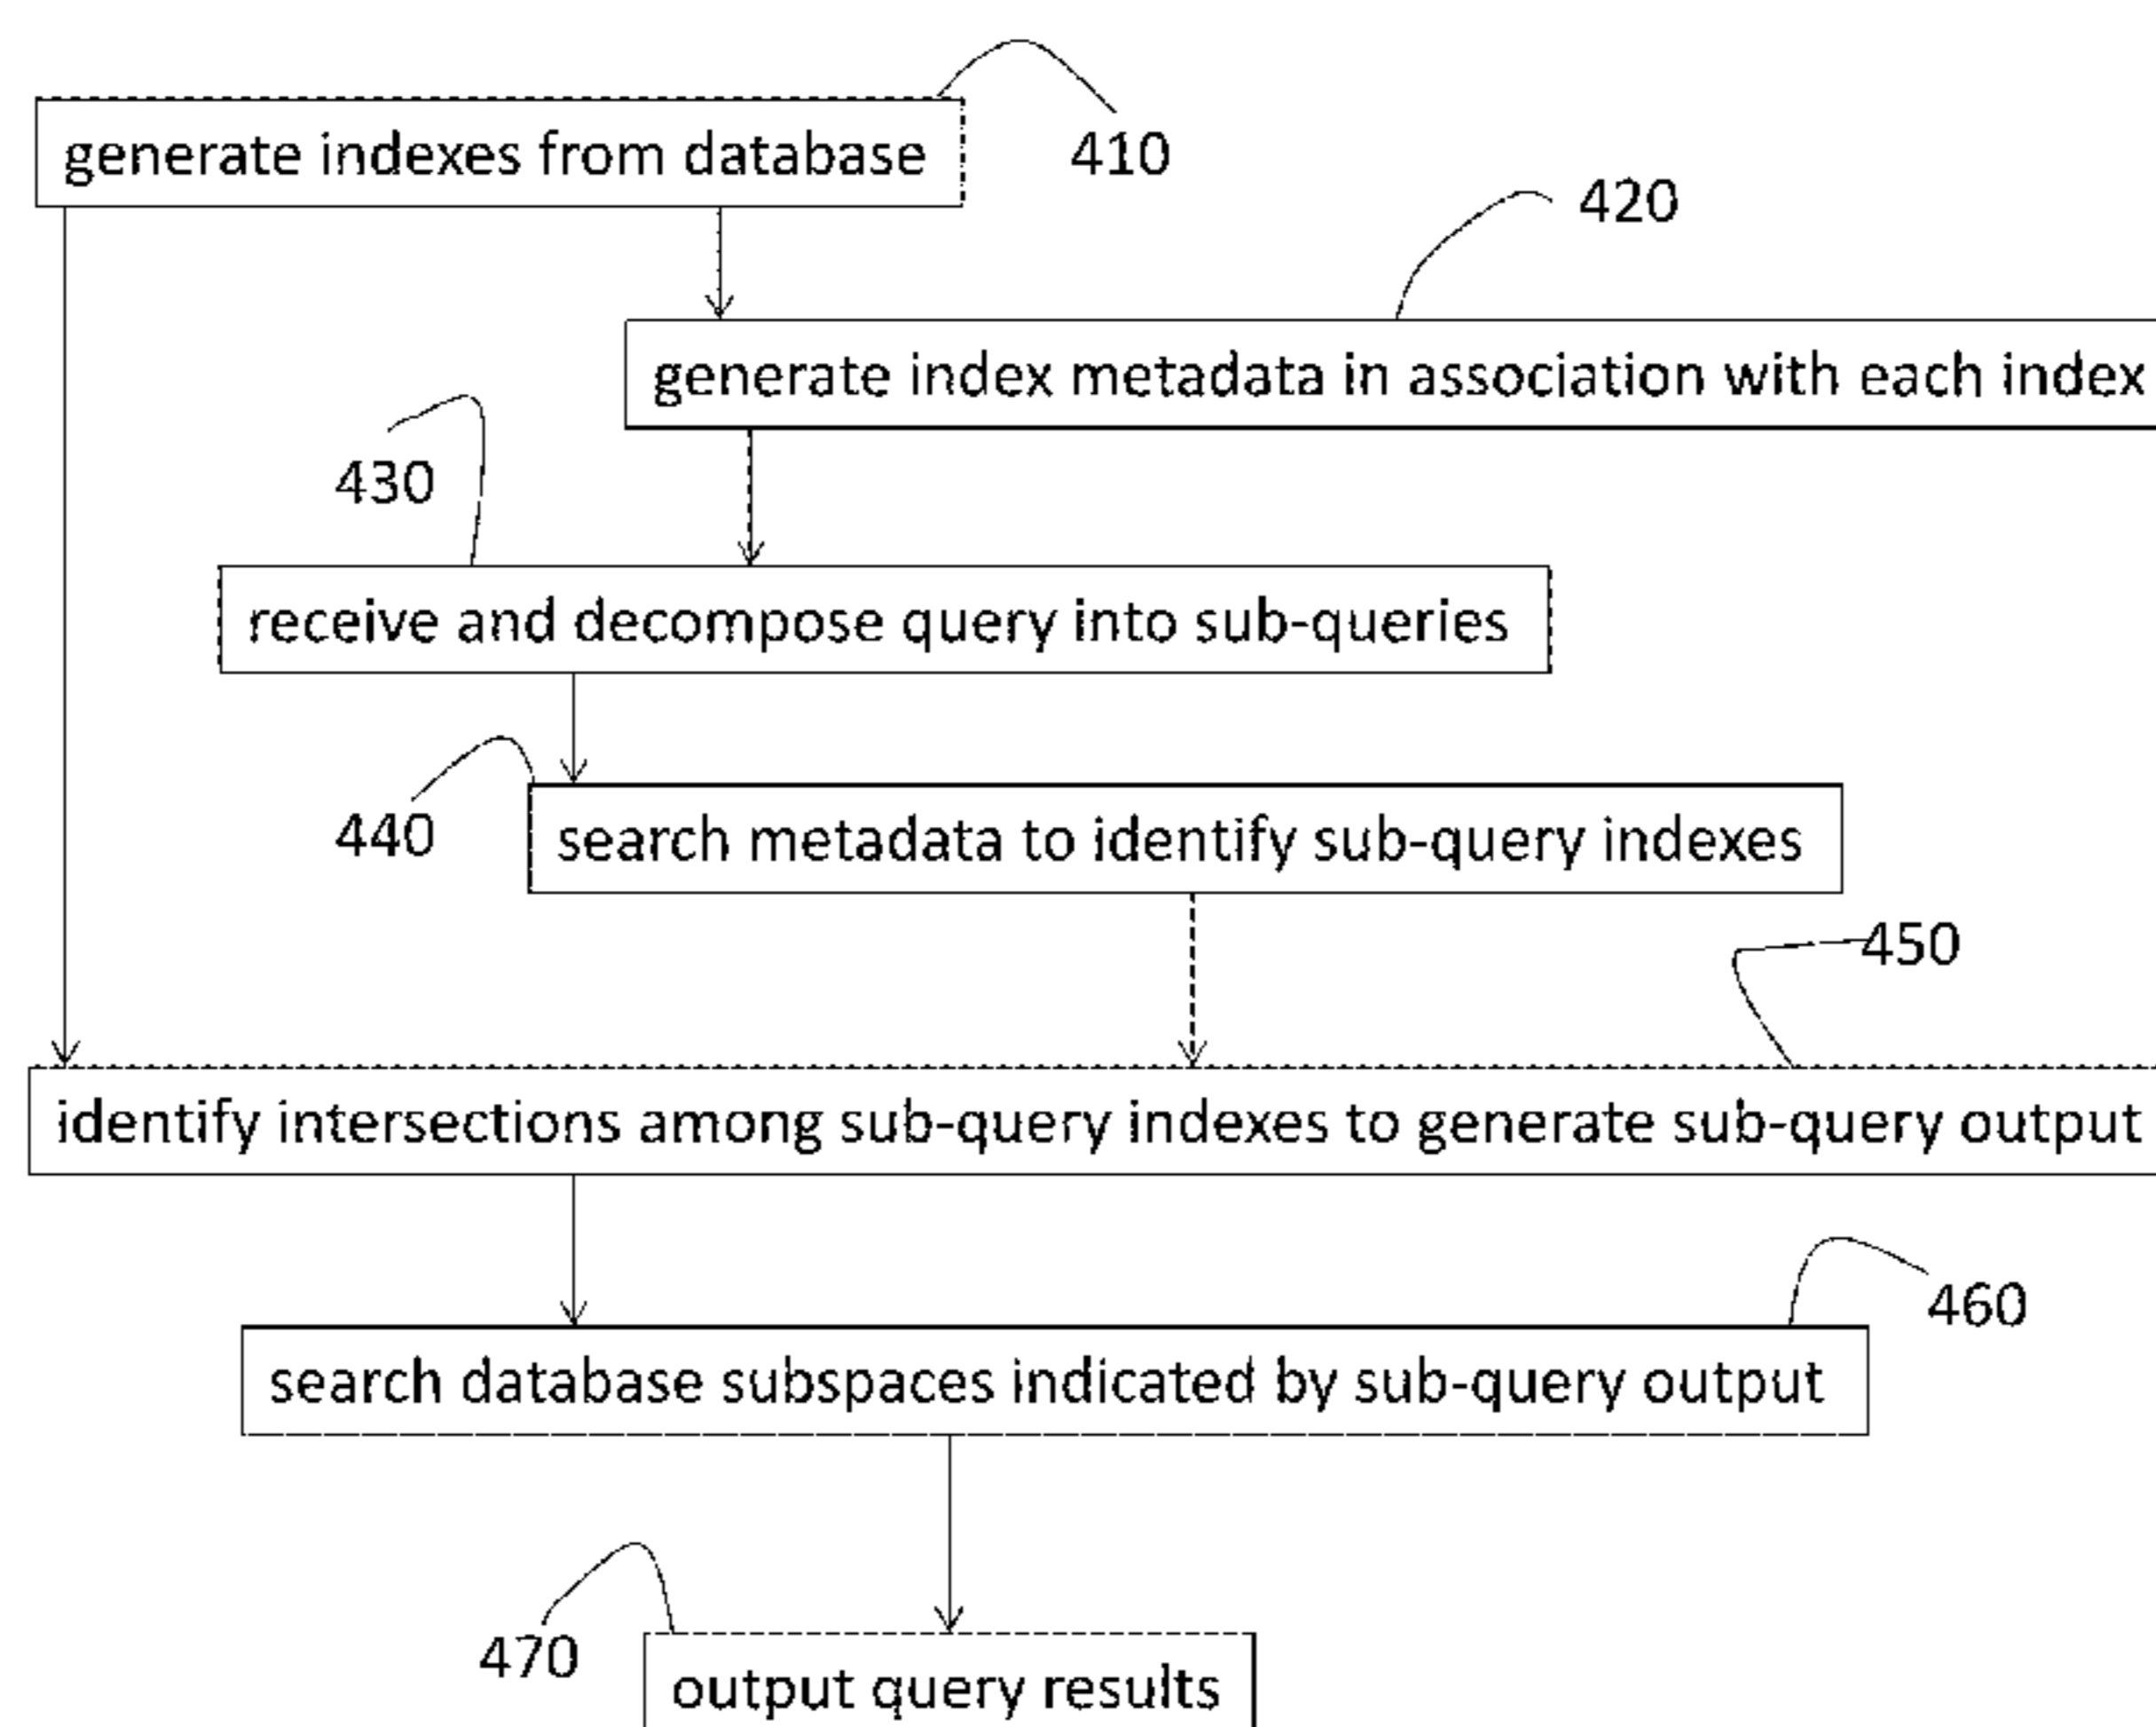 generate indexes from database
410
420
generate index metadata in association with each index
430
receive and decompose query into sub-queries
440
search metadata to identify sub-query indexes
450
identify intersections among sub-query indexes to generate sub-query output
460
search database subspaces indicated by sub-query output
470
output query results